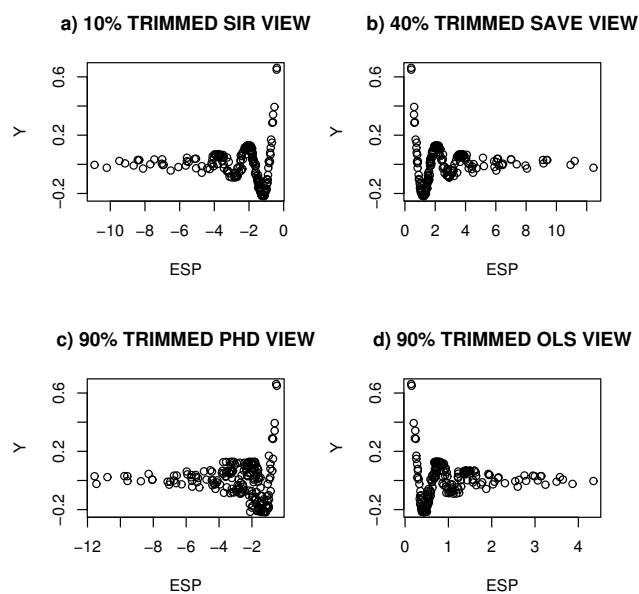 a) 10% TRIMMED SIR VIEW
Y
−0.2 0.2 0.6
−10 −8 −6 −4 −2 0
ESP
b) 40% TRIMMED SAVE VIEW
Y
−0.2 0.2 0.6
0 2 4 6 8 10
ESP
c) 90% TRIMMED PHD VIEW
Y
−0.2 0.2 0.6
−12 −8 −6 −4 −2
ESP
d) 90% TRIMMED OLS VIEW
Y
−0.2 0.2 0.6
0 1 2 3 4
ESP